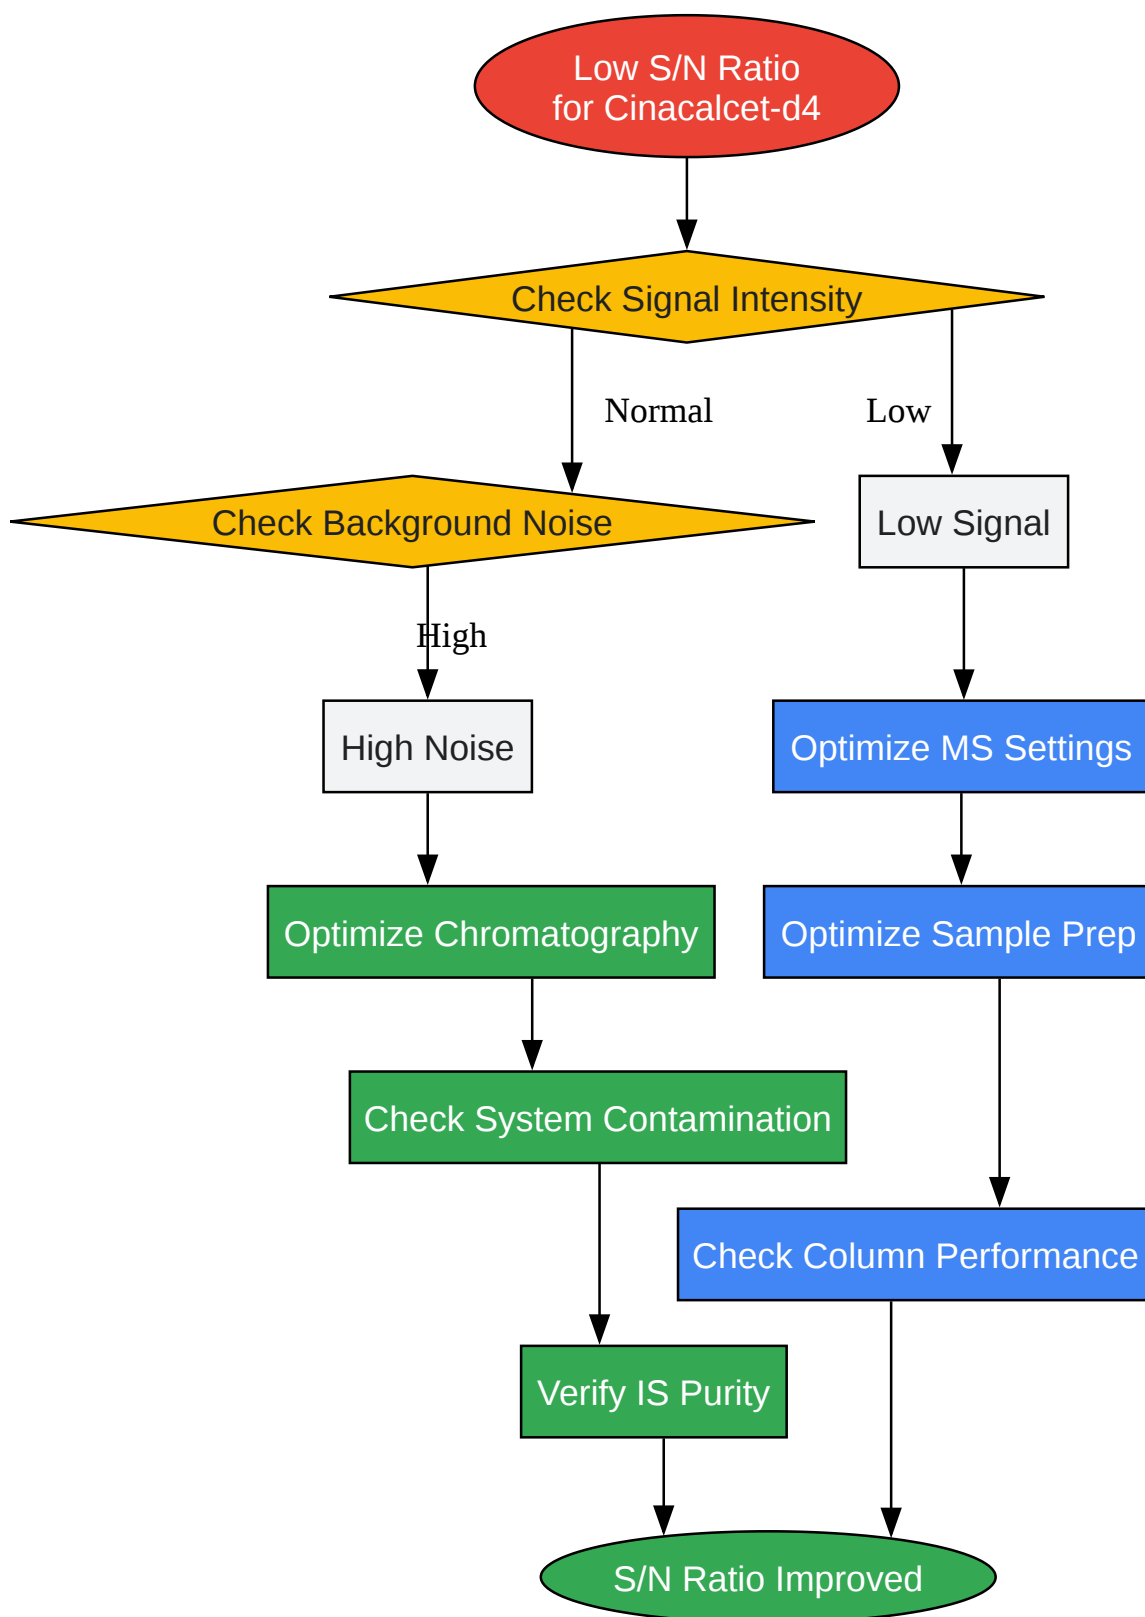 Low S/N Ratio
for Cinacalcet-d4
Check Signal Intensity
Normal
Low
Check Background Noise
Low Signal
High
High Noise
Optimize MS Settings
Optimize Chromatography
Optimize Sample Prep
Check System Contamination
Check Column Performance
Verify IS Purity
S/N Ratio Improved